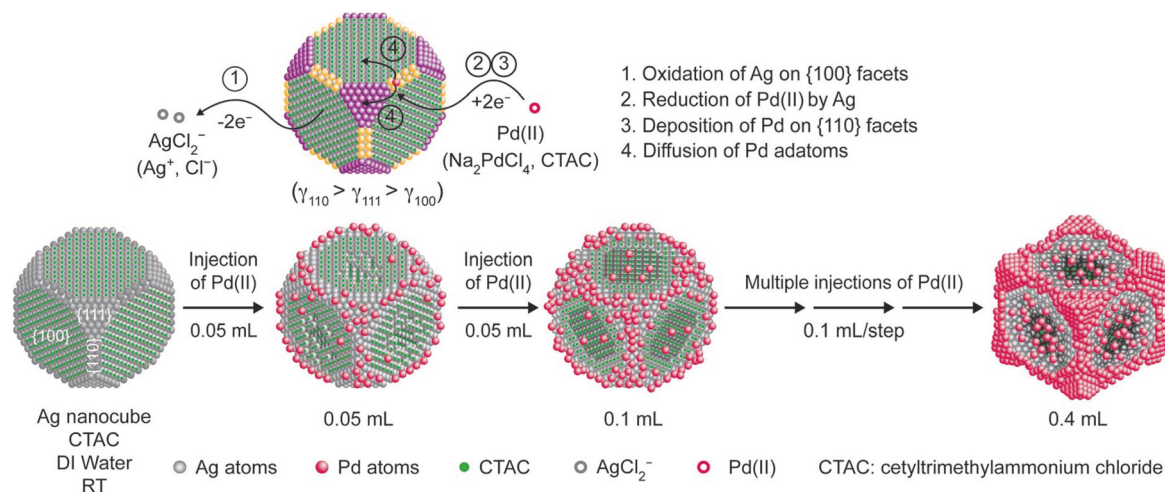 ④
① ②③
④
-2e⁻ +2e⁻
AgCl₂⁻
(Ag⁺, Cl⁻)
Pd(II)
(Na₂PdCl₄, CTAC)
(γ₁₁₀ > γ₁₁₁ > γ₁₀₀)
1. Oxidation of Ag on {100} facets
2. Reduction of Pd(II) by Ag
3. Deposition of Pd on {110} facets
4. Diffusion of Pd adatoms
{111}
{100}
{110}
Injection
of Pd(II)
0.05 mL
Injection
of Pd(II)
0.05 mL
Multiple injections of Pd(II)
0.1 mL/step
Ag nanocube
CTAC
DI Water
RT
0.05 mL
0.1 mL
0.4 mL
Ag atoms Pd atoms CTAC AgCl₂⁻ Pd(II) CTAC: cetyltrimethylammonium chloride